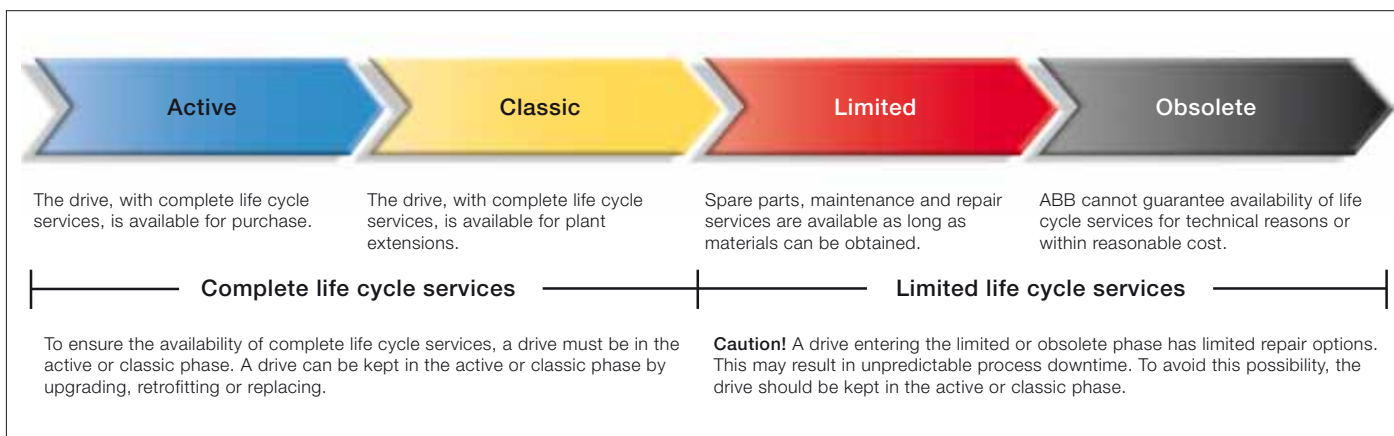 Active
Classic
Limited
Obsolete
The drive, with complete life cycle
services, is available for purchase.
The drive, with complete life cycle
services, is available for plant
extensions.
Spare parts, maintenance and repair
services are available as long as
materials can be obtained.
ABB cannot guarantee availability of life
cycle services for technical reasons or
within reasonable cost.
Complete life cycle services
Limited life cycle services
To ensure the availability of complete life cycle services, a drive must be in the
active or classic phase. A drive can be kept in the active or classic phase by
upgrading, retrofitting or replacing.
Caution! A drive entering the limited or obsolete phase has limited repair options.
This may result in unpredictable process downtime. To avoid this possibility, the
drive should be kept in the active or classic phase.